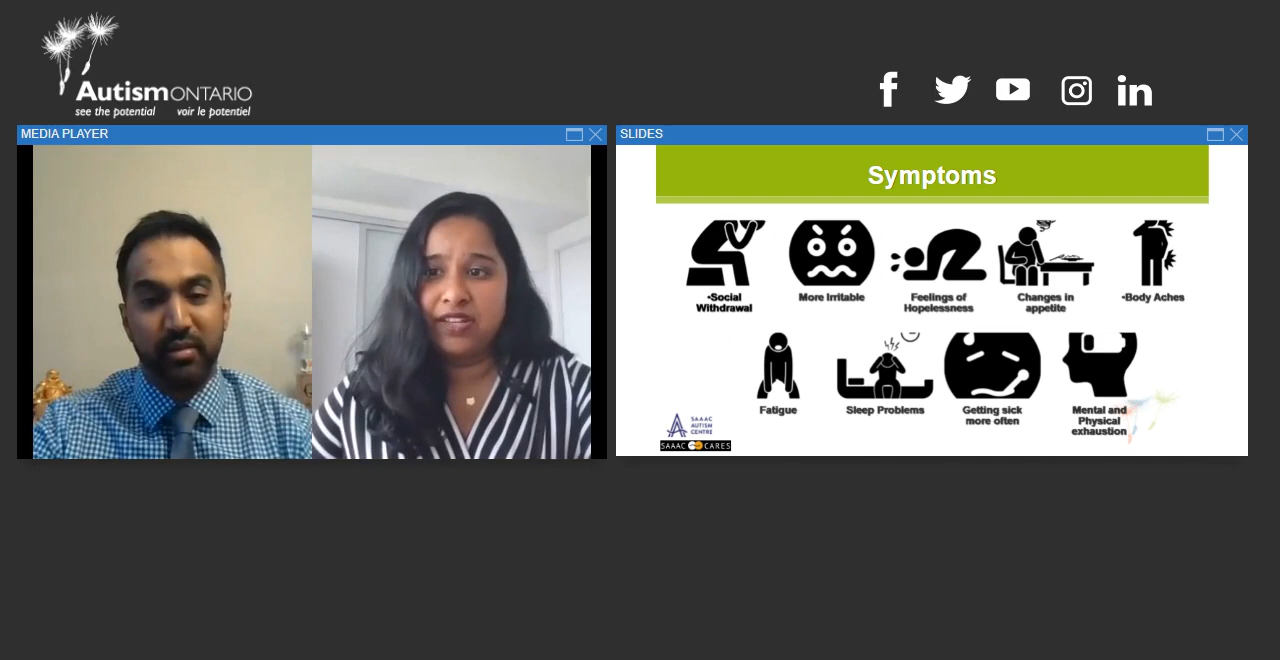 AutismONTARIO
see the potential voir le potentiel
MEDIA PLAYER
SLIDES
Symptoms
•Social
Withdrawal
More Irritable
Feelings of
Hopelessness
Changes in
appetite
•Body Aches
Fatigue
Sleep Problems
Getting sick
more often
Mental and
Physical
exhaustion
SAAAC
AUTISM
CENTRE
SAAAC CARES